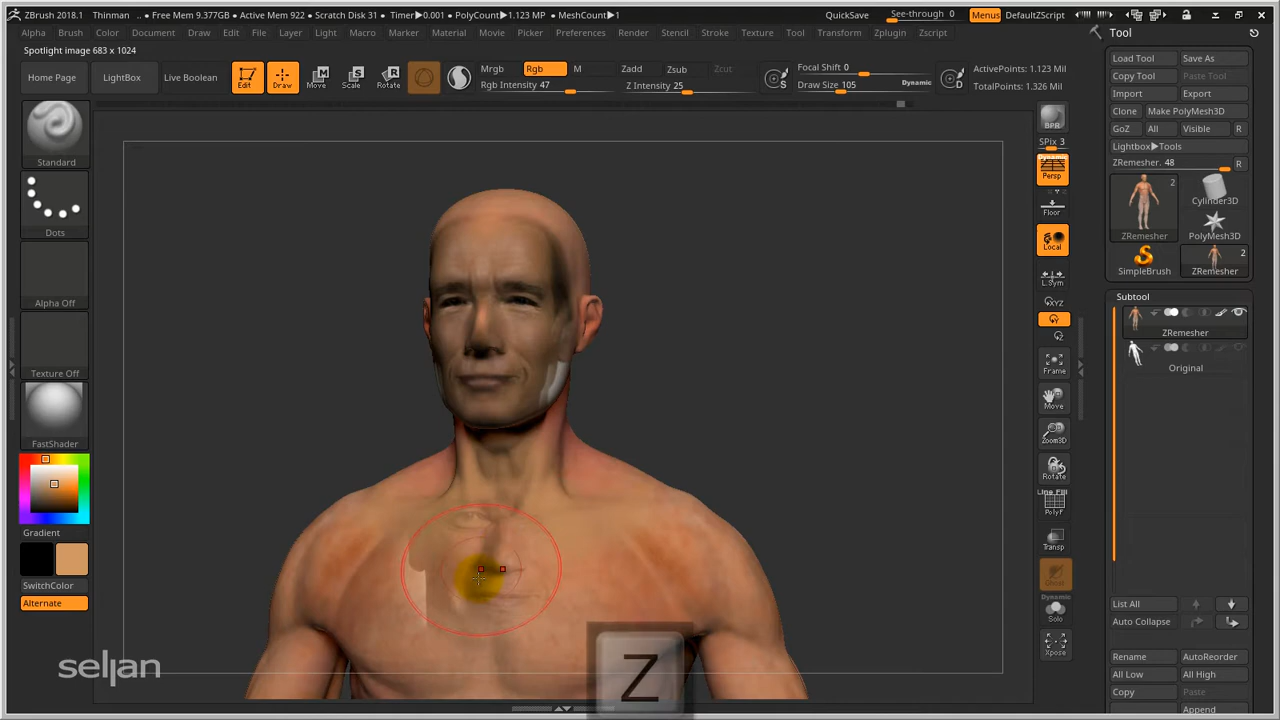 ZBrush 2018.1 Thinman .. • Free Mem 9.377GB • Active Mem 922 • Scratch Disk 31 • Timer▶0.001 • PolyCount▶1.123 MP • MeshCount▶1 QuickSave See-through 0 Menus DefaultZScript
Alpha Brush Color Document Draw Edit File Layer Light Macro Marker Material Movie Picker Preferences Render Stencil Stroke Texture Tool Transform Zplugin Zscript
Spotlight image 683 x 1024
Home Page LightBox Live Boolean
Edit Draw Move Scale Rotate
Mrgb Rgb M Zadd Zsub Zcut
Rgb Intensity 47 Z Intensity 25
Focal Shift 0
Draw Size 105 Dynamic
S D
ActivePoints: 1.123 Mil
TotalPoints: 1.326 Mil
Standard
Dots
Alpha Off
Texture Off
FastShader
Gradient
SwitchColor
Alternate
seljan
Z
BPR
SPix 3
Dynamic
Persp
Floor
Local
L.Sym
XYZ
Y
Z
Frame
Move
Zoom3D
Rotate
Line Fill
PolyF
Transp
Ghost
Dynamic
Solo
Xpose
Tool
Load Tool Save As
Copy Tool Paste Tool
Import Export
Clone Make PolyMesh3D
GoZ All Visible R
Lightbox▶Tools
ZRemesher. 48 R
2
Cylinder3D
ZRemesher PolyMesh3D
2
SimpleBrush ZRemesher
Subtool
ZRemesher
Original
List All
Auto Collapse
Rename AutoReorder
All Low All High
Copy Paste
Append